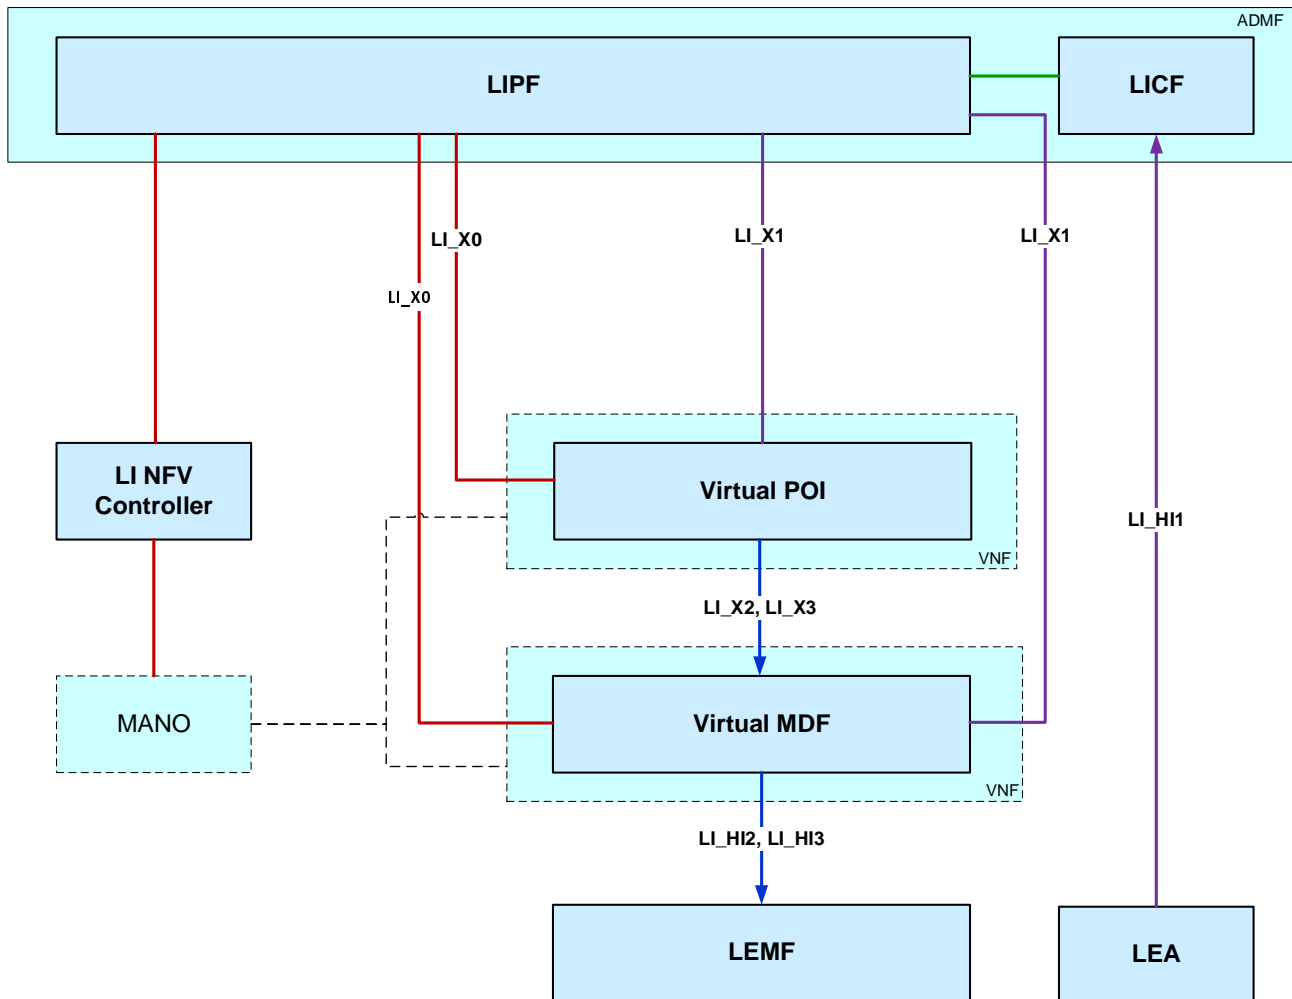 ADMF
LIPF
LICF
LI_X0
LI_X1
LI_X1
LI_X0
LI NFV
Controller
Virtual POI
VNF
LI_HI1
LI_X2, LI_X3
MANO
Virtual MDF
VNF
LI_HI2, LI_HI3
LEMF
LEA